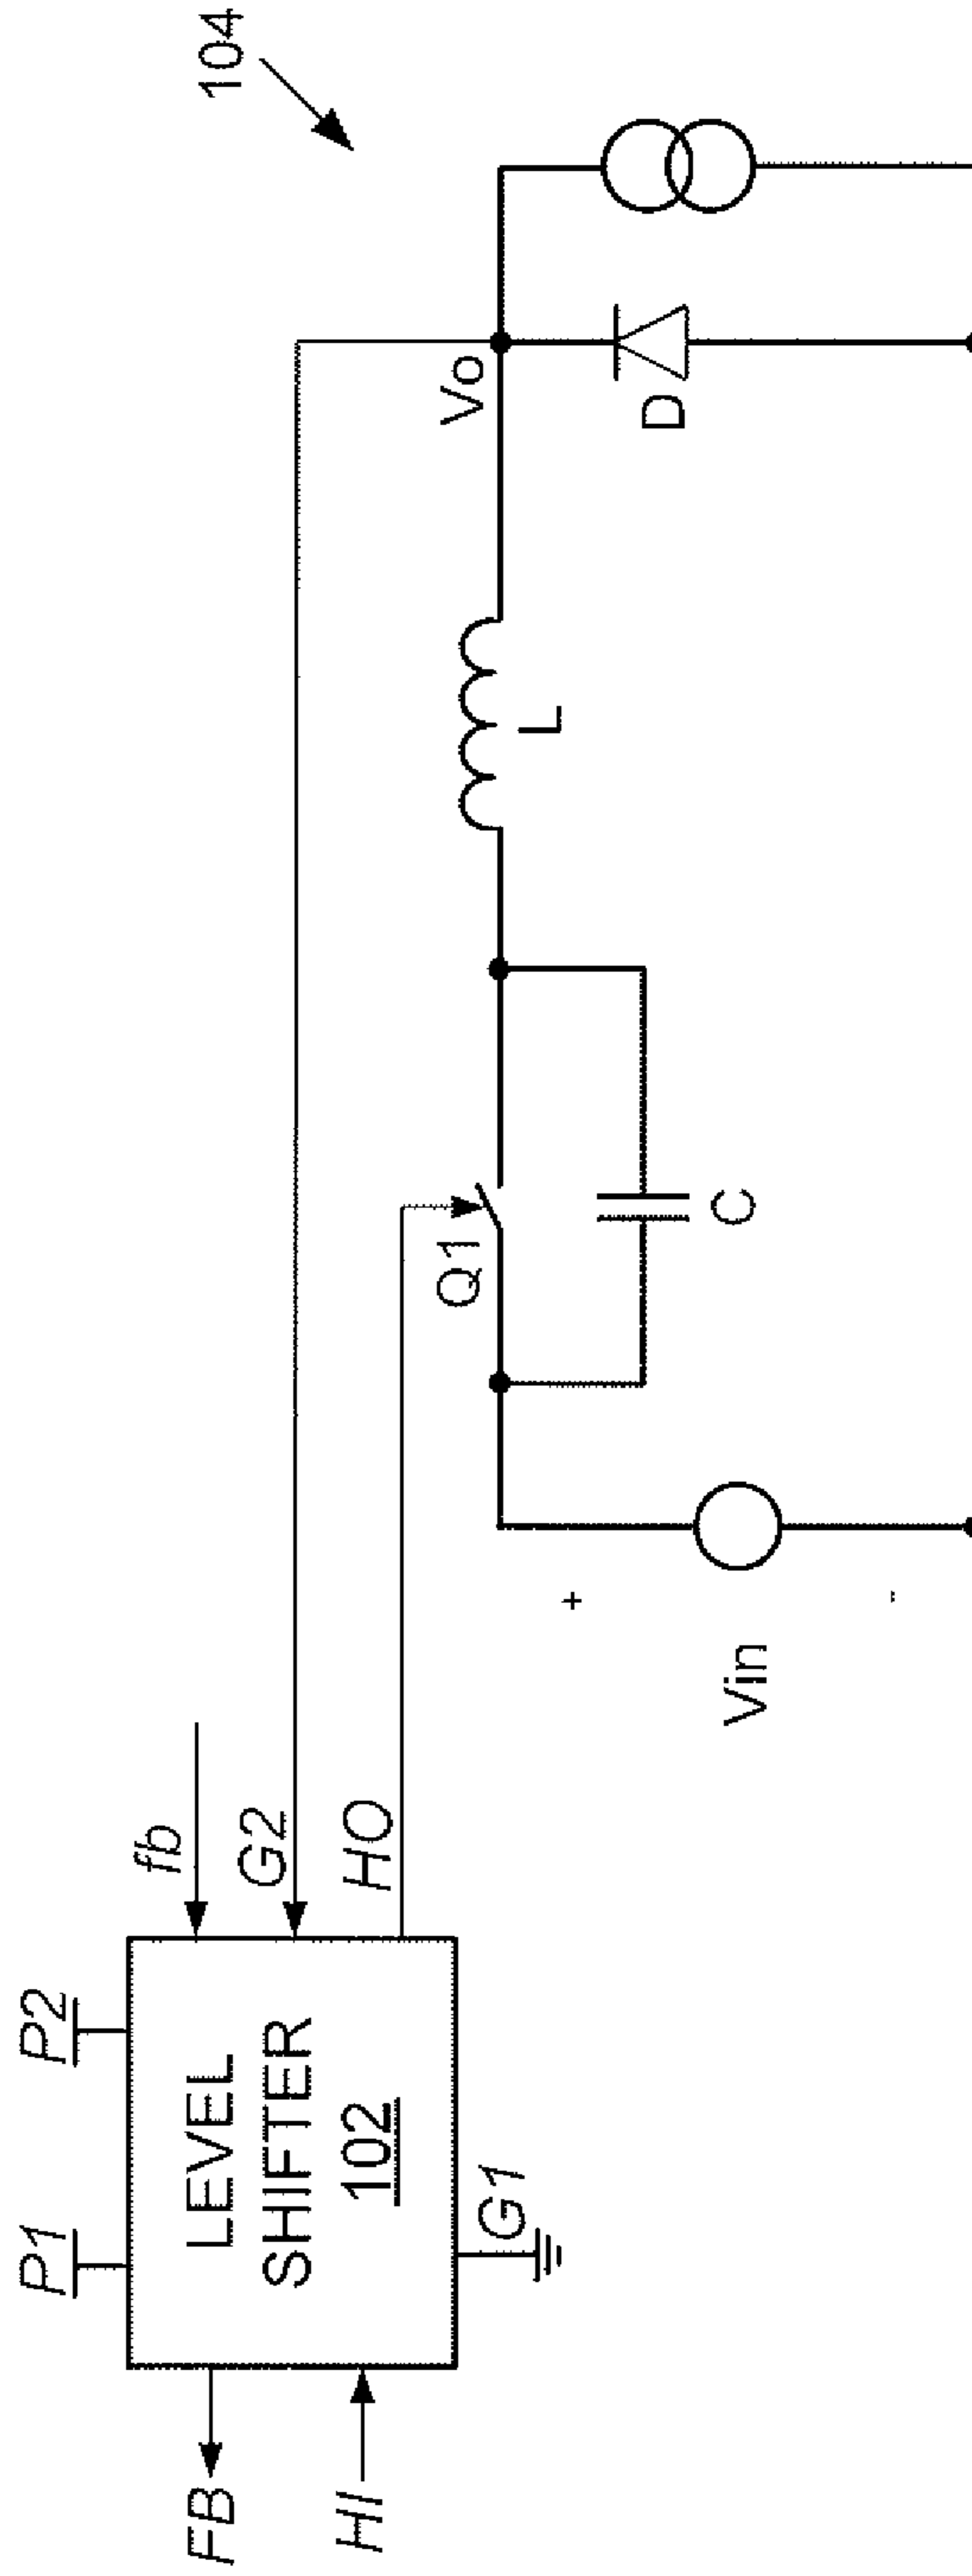 104
P1
P2
FB
HI
LEVEL
SHIFTER
102
fb
G2
HO
G1
Q1
Vo
L
D
C
+
Vin
-